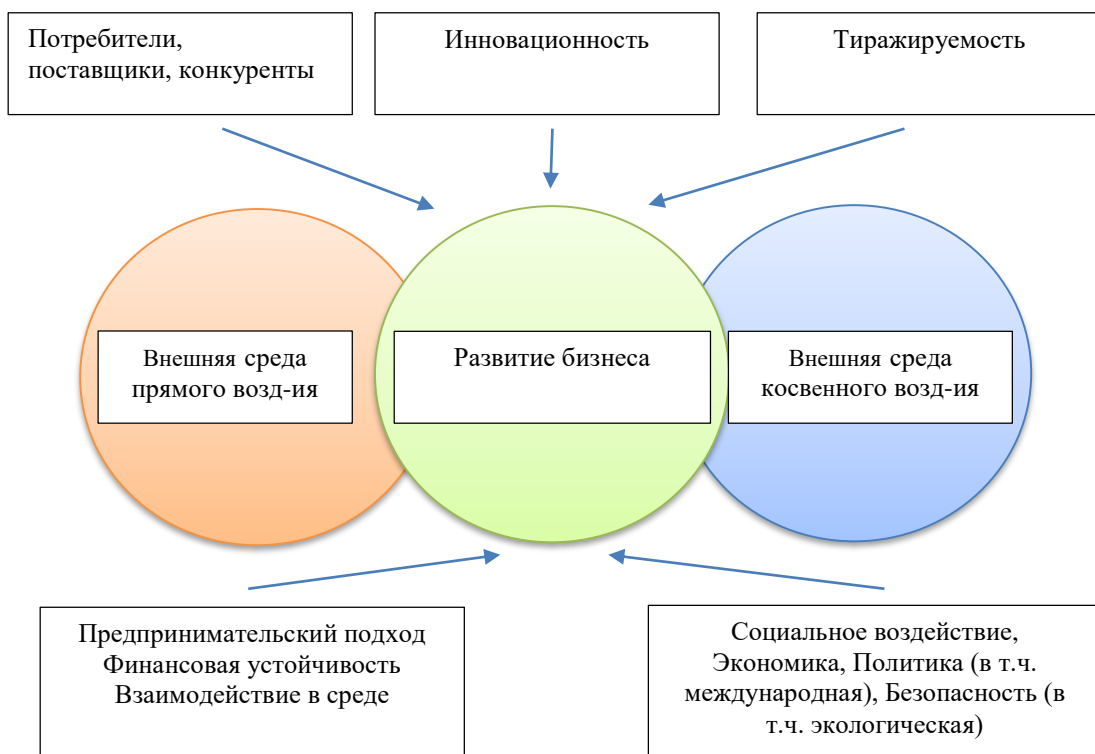 Потребители,
поставщики, конкуренты
Инновационность
Тиражируемость
Внешняя среда
прямого возд-ия
Развитие бизнеса
Внешняя среда
косвенного возд-ия
Предпринимательский подход
Финансовая устойчивость
Взаимодействие в среде
Социальное воздействие,
Экономика, Политика (в т.ч.
международная), Безопасность (в
т.ч. экологическая)